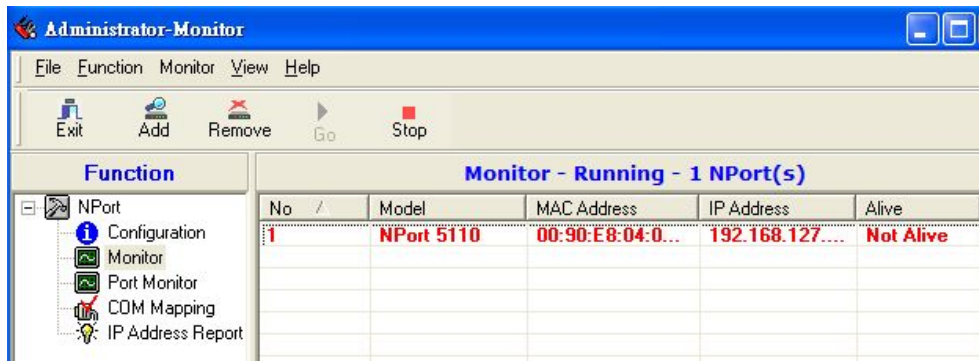 Administrator-Monitor
File Function Monitor View Help
Exit Add Remove Go Stop
Function
Monitor - Running - 1 NPort(s)
NPort
Configuration
Monitor
Port Monitor
COM Mapping
IP Address Report
No Model MAC Address IP Address Alive
1 NPort 5110 00:90:E8:04:0... 192.168.127.... Not Alive